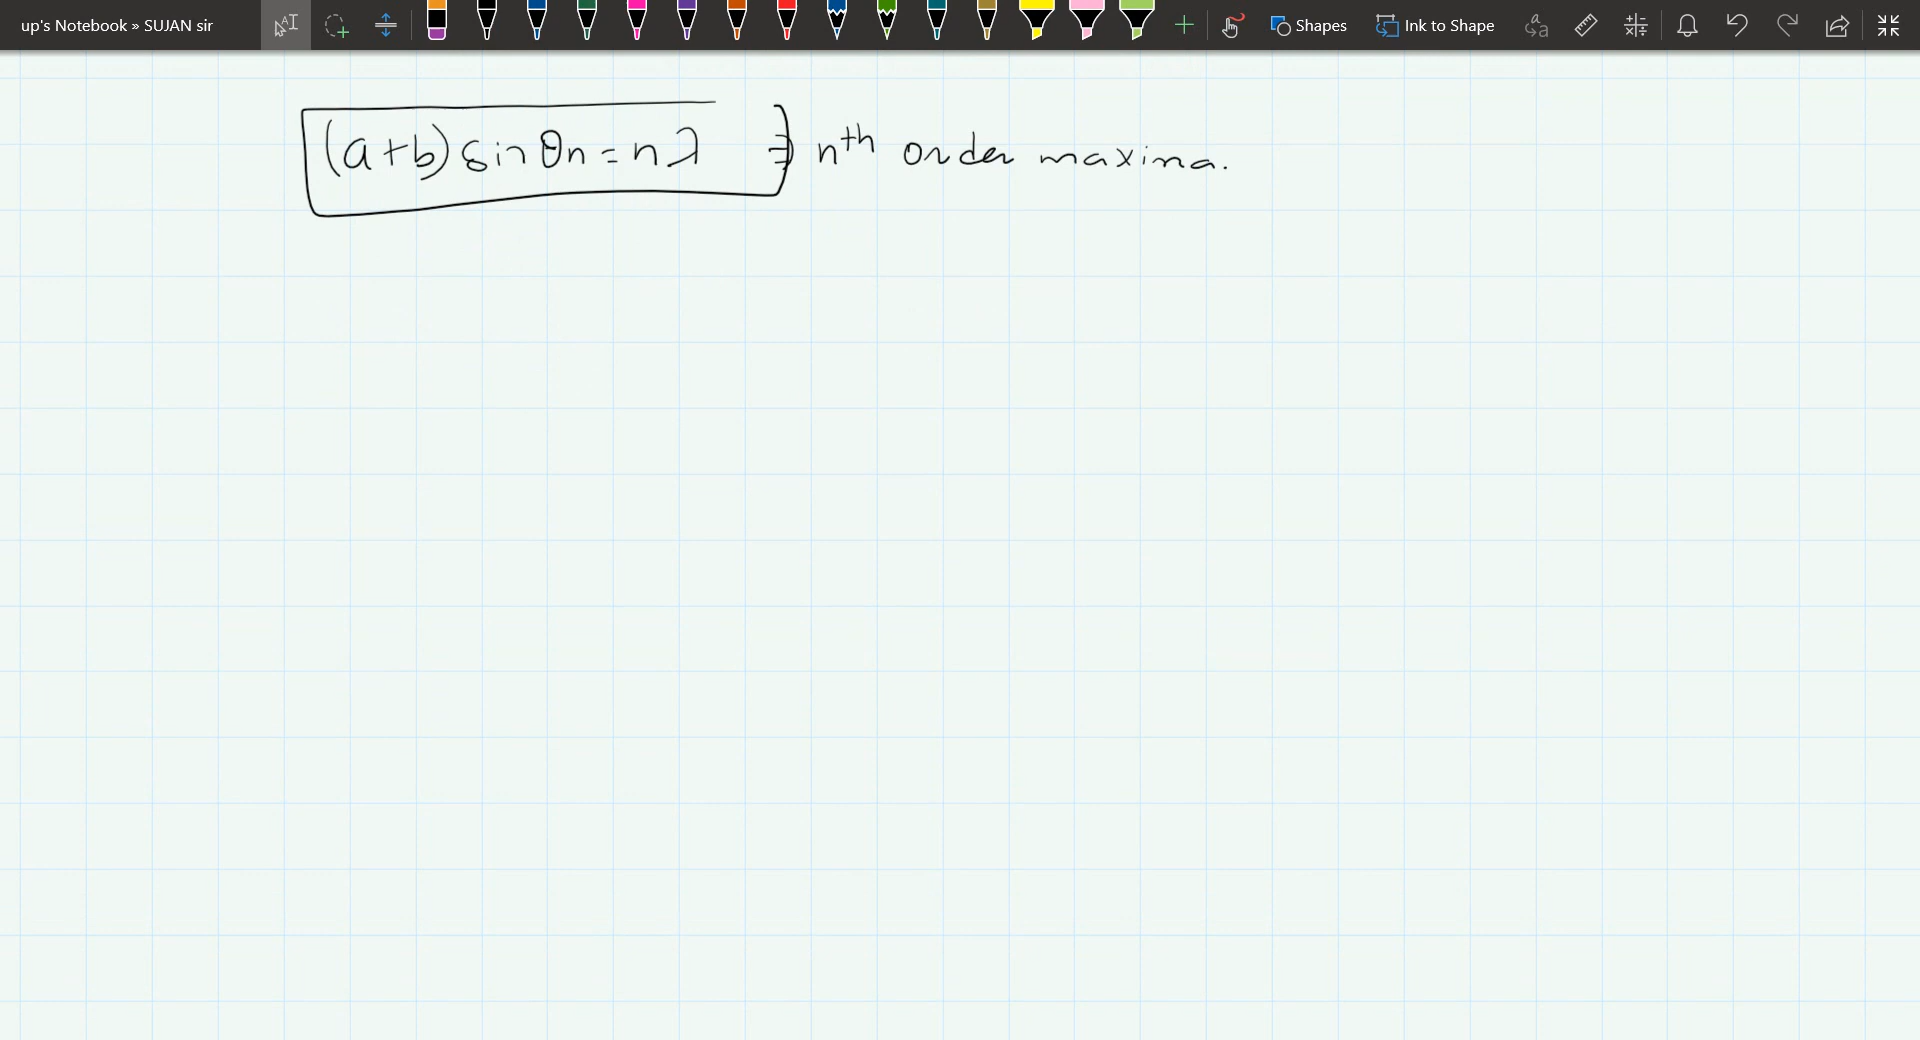 up's Notebook » SUJAN sir Shapes Ink to Shape
(a+b) sin θn = nλ ⇒ nth order maxima.